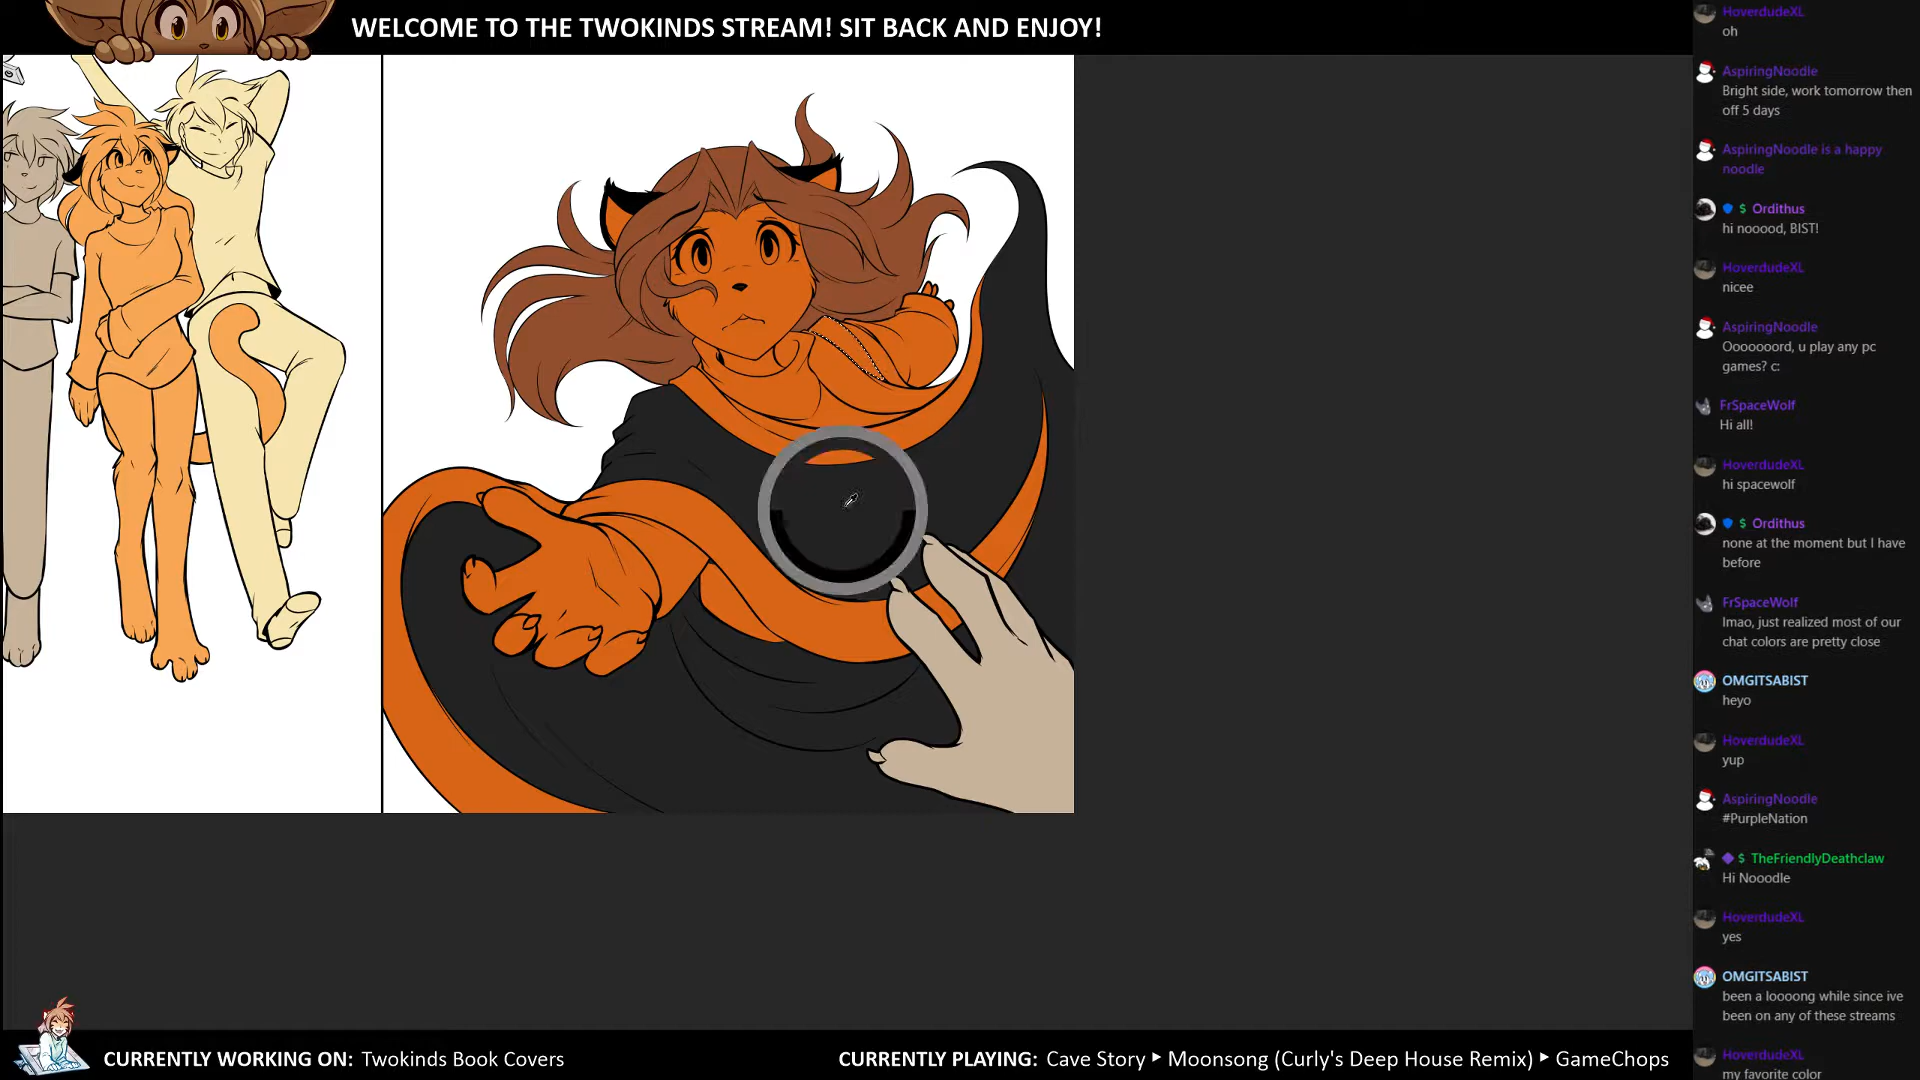 WELCOME TO THE TWOKINDS STREAM! SIT BACK AND ENJOY!
HoverdudeXL
oh
AspiringNoodle
Bright side, work tomorrow then
off 5 days
AspiringNoodle is a happy
noodle
$ Ordithus
hi nooood, BIST!
HoverdudeXL
nicee
AspiringNoodle
Ooooooord, u play any pc
games? c:
FrSpaceWolf
Hi all!
HoverdudeXL
hi spacewolf
$ Ordithus
none at the moment but I have
before
FrSpaceWolf
lmao, just realized most of our
chat colors are pretty close
OMGITSABIST
heyo
HoverdudeXL
yup
AspiringNoodle
#PurpleNation
$ TheFriendlyDeathclaw
Hi Nooodle
HoverdudeXL
yes
OMGITSABIST
been a loooong while since ive
been on any of these streams
HoverdudeXL
my favorite color
CURRENTLY WORKING ON: Twokinds Book Covers
CURRENTLY PLAYING: Cave Story ▸ Moonsong (Curly's Deep House Remix) ▸ GameChops